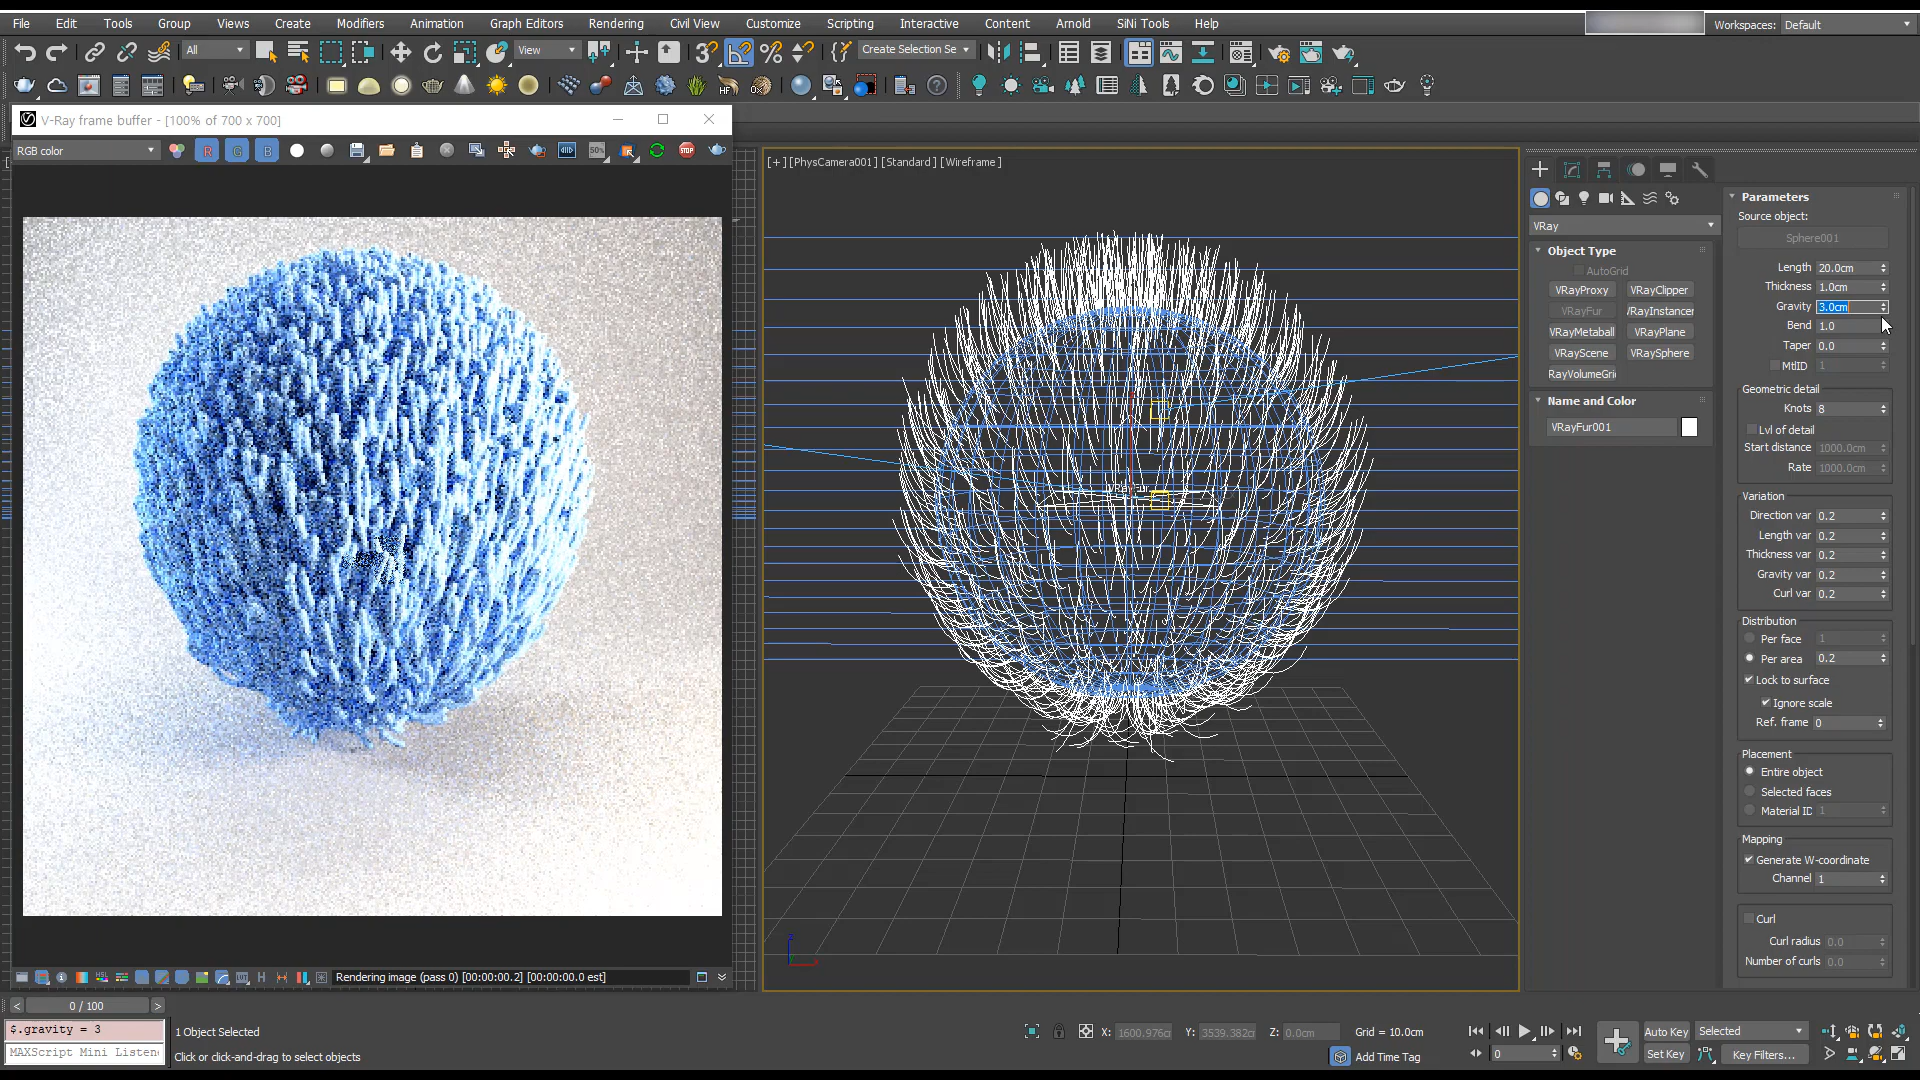 File Edit Tools Group Views Create Modifiers Animation Graph Editors Rendering Civil View Customize Scripting Interactive Content Arnold SiNi Tools Help
Workspaces: Default
All View Create Selection Se
V-Ray frame buffer - [100% of 700 x 700]
RGB color
R G B
50%
Rendering image (pass 0) [00:00:00.2] [00:00:00.0 est]
[+] [PhysCamera001] [Standard] [Wireframe]
VRay
Object Type
AutoGrid
VRayProxy VRayClipper
VRayFur /RayInstancer
VRayMetaball VRayPlane
VRayScene VRaySphere
RayVolumeGri
Name and Color
VRayFur001
Parameters
Source object:
Sphere001
Length 20.0cm
Thickness 1.0cm
Gravity 3.0cm
Bend 1.0
Taper 0.0
MtlID 1
Geometric detail
Knots 8
Lvl of detail
Start distance 1000.0cm
Rate 1000.0cm
Variation
Direction var 0.2
Length var 0.2
Thickness var 0.2
Gravity var 0.2
Curl var 0.2
Distribution
Per face 1
Per area 0.2
Lock to surface
Ignore scale
Ref. frame 0
Placement
Entire object
Selected faces
Material ID 1
Mapping
Generate W-coordinate
Channel 1
Curl
Curl radius 0.0
Number of curls 0.0
< 0 / 100 >
$.gravity = 3
MAXScript Mini Listen
1 Object Selected
Click or click-and-drag to select objects
X: 1600.976c Y: 3539.382c Z: 0.0cm Grid = 10.0cm
Add Time Tag
0
Auto Key Selected
Set Key Key Filters...